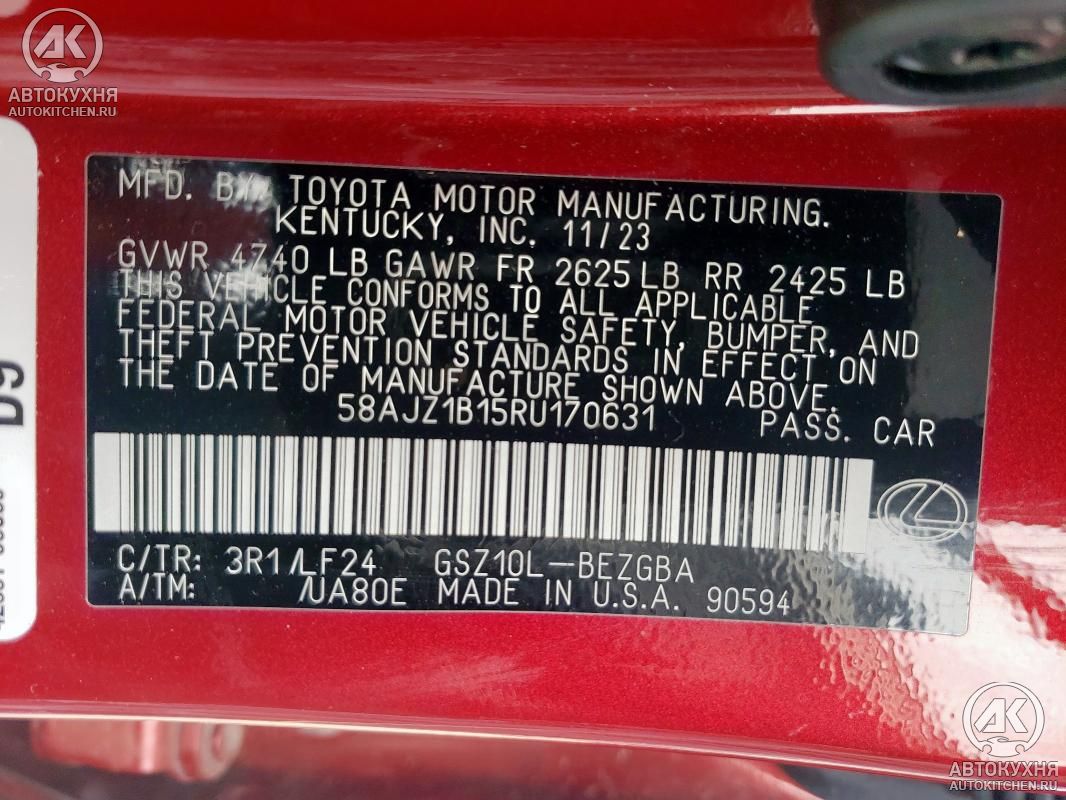 АВТОКУХНЯ
AUTOKITCHEN.RU
MFD. BY: TOYOTA MOTOR MANUFACTURING.
KENTUCKY, INC. 11/23
GVWR 4740 LB GAWR FR 2625 LB RR 2425 LB
THIS VEHICLE CONFORMS TO ALL APPLICABLE
FEDERAL MOTOR VEHICLE SAFETY, BUMPER, AND
THEFT PREVENTION STANDARDS IN EFFECT ON
THE DATE OF MANUFACTURE SHOWN ABOVE.
58AJZ1B15RU170631
PASS. CAR
C/TR: 3R1/LF24 GSZ10L-BEZGBA
A/TM: /UA80E MADE IN U.S.A. 90594
D9
АВТОКУХНЯ
AUTOKITCHEN.RU